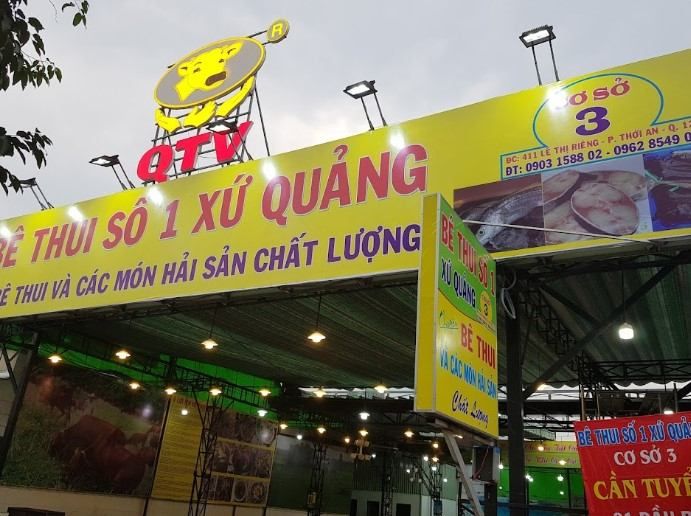 R
QTV
BÊ THUI SỐ 1 XỨ QUẢNG
BÊ THUI VÀ CÁC MÓN HẢI SẢN CHẤT LƯỢNG
CƠ SỞ
3
ĐC: 411 LÊ THỊ RIÊNG - P. THỚI AN - Q. 12
ĐT: 0903 1588 02 - 0962 8549 0
BÊ THUI SỐ 1
XỨ QUẢNG
3
BÊ THUI
VÀ CÁC MÓN HẢI SẢN
Chất Lượng
BÊ THUI SỐ 1 XỨ QUẢ
CƠ SỞ 3
CẦN TUYỂ